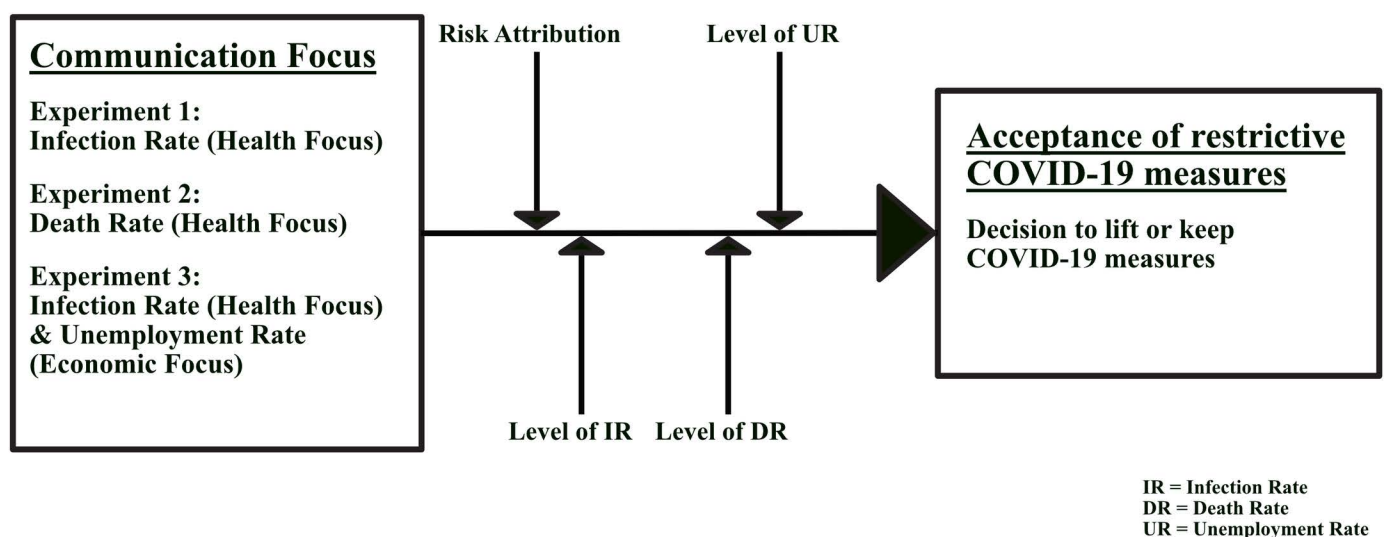 Communication Focus
Experiment 1:
Infection Rate (Health Focus)
Experiment 2:
Death Rate (Health Focus)
Experiment 3:
Infection Rate (Health Focus)
& Unemployment Rate
(Economic Focus)
Risk Attribution
Level of UR
Level of IR
Level of DR
Acceptance of restrictive
COVID-19 measures
Decision to lift or keep
COVID-19 measures
IR = Infection Rate
DR = Death Rate
UR = Unemployment Rate